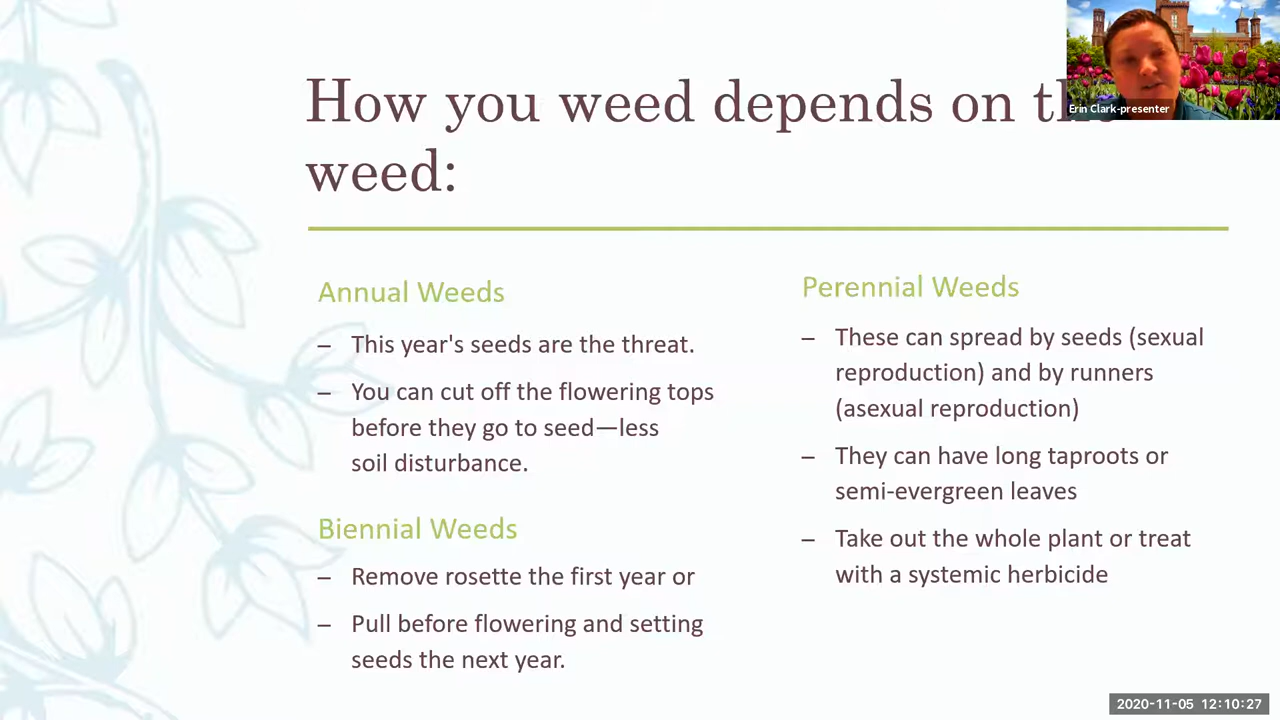 How you weed depends on
weed:
Erin Clark-presenter
Annual Weeds
– This year's seeds are the threat.
– You can cut off the flowering tops
before they go to seed—less
soil disturbance.
Biennial Weeds
– Remove rosette the first year or
– Pull before flowering and setting
seeds the next year.
Perennial Weeds
– These can spread by seeds (sexual
reproduction) and by runners
(asexual reproduction)
– They can have long taproots or
semi-evergreen leaves
– Take out the whole plant or treat
with a systemic herbicide
2020-11-05 12:10:27